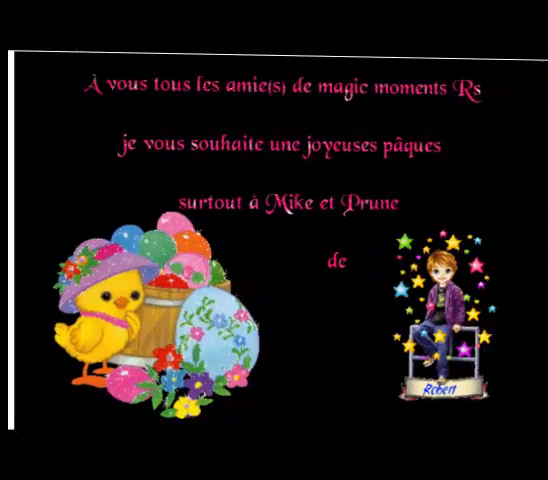 À vous tous les amie(s) de magic moments Rs
je vous souhaite une joyeuses pâques
surtout à Mike et Prune
de
Robert